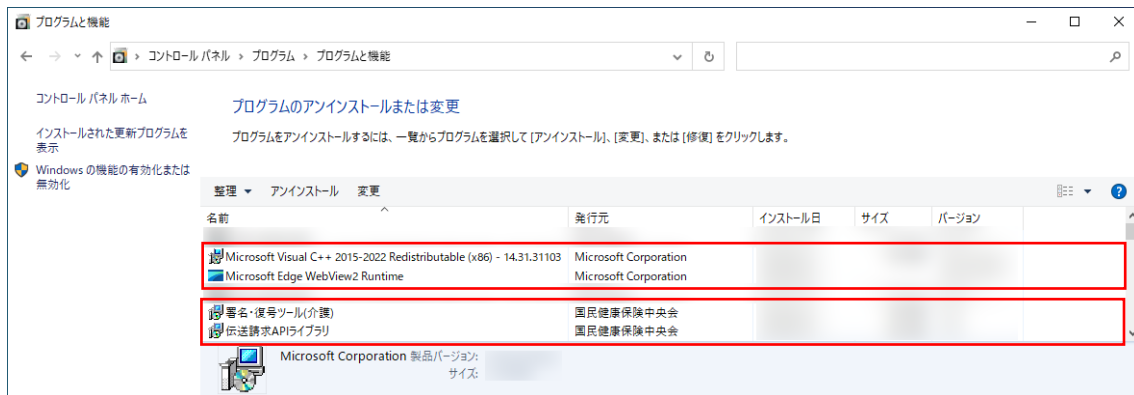 プログラムと機能
コントロール パネル › プログラム › プログラムと機能
コントロール パネル ホーム
インストールされた更新プログラムを
表示
Windows の機能の有効化または
無効化
プログラムのアンインストールまたは変更
プログラムをアンインストールするには、一覧からプログラムを選択して [アンインストール]、[変更]、または [修復] をクリックします。
整理 アンインストール 変更
名前 発行元 インストール日 サイズ バージョン
Microsoft Visual C++ 2015-2022 Redistributable (x86) - 14.31.31103 Microsoft Corporation
Microsoft Edge WebView2 Runtime Microsoft Corporation
署名・復号ツール(介護) 国民健康保険中央会
伝送請求APIライブラリ 国民健康保険中央会
Microsoft Corporation 製品バージョン:
サイズ: